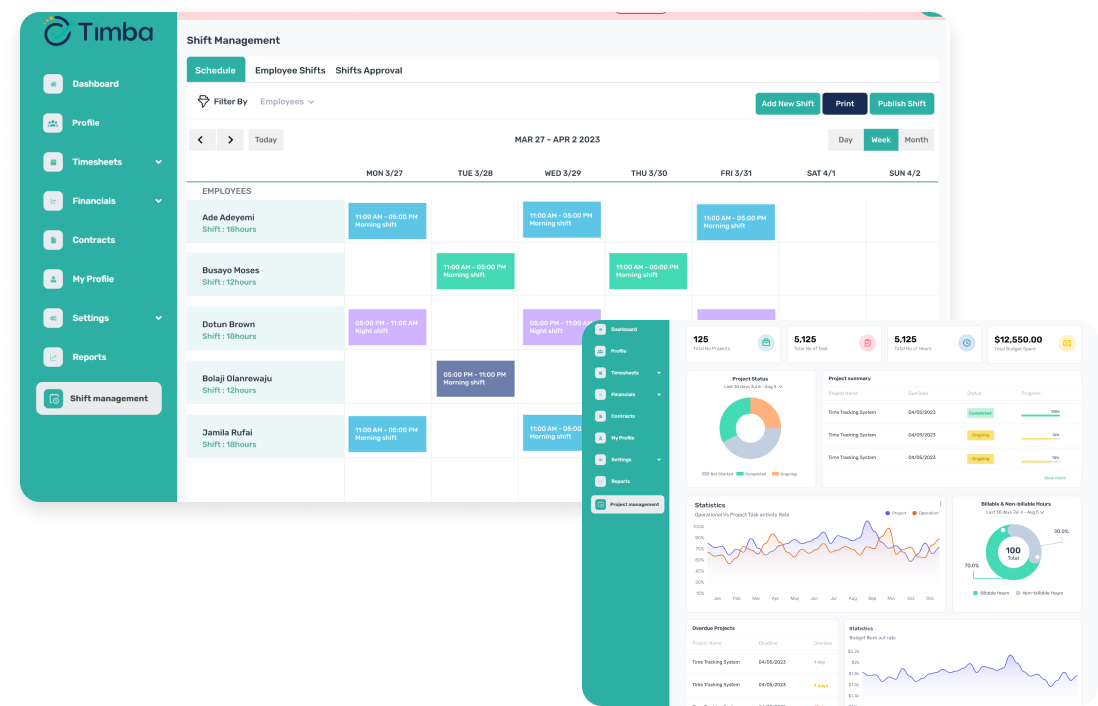 Timba
Dashboard
Profile
Timesheets
Financials
Contracts
My Profile
Settings
Reports
Shift management
Shift Management
Schedule Employee Shifts Shifts Approval
Filter By Employees Add New Shift Print Publish Shift
Today MAR 27 – APR 2 2023 Day Week Month
MON 3/27 TUE 3/28 WED 3/29 THU 3/30 FRI 3/31 SAT 4/1 SUN 4/2
EMPLOYEES
Ade Adeyemi
Shift : 18hours
11:00 AM - 05:00 PM
Morning shift
11:00 AM - 05:00 PM
Morning shift
11:00 AM - 05:00 PM
Morning shift
Busayo Moses
Shift : 12hours
11:00 AM - 05:00 PM
Morning shift
11:00 AM - 05:00 PM
Morning shift
Dotun Brown
Shift : 18hours
05:00 PM - 11:00 AM
Night shift
05:00 PM - 11:00 AM
Night shift
Bolaji Olanrewaju
Shift : 12hours
05:00 PM - 11:00 PM
Morning shift
Jamila Rufai
Shift : 18hours
11:00 AM - 05:00 PM
Morning shift
11:00 AM - 05:00
Morning shift
Dashboard
Profile
Timesheets
Financials
Contracts
My Profile
Settings
Reports
Project management
125
Total No Projects
5,125
Total No of Task
5,125
Total No of Hours
$12,550.00
Total Budget Spent
Project Status
Last 30 days Jul 6 - Aug 5
Not Started Completed Ongoing
Project summary
Project Name Due Date Status Progress
Time Tracking System 04/05/2023 Completed 100%
Time Tracking System 04/05/2023 Ongoing
Time Tracking System 04/05/2023 Ongoing
View more
Statistics
Operational Vs Project Task activity Rate
Project Operation
100%
90%
75%
60%
45%
30%
15%
Jan Feb Mar Apr May Jun Jul Aug Sep Nov Oct Dec
Billable & Non-billable Hours
Last 30 days Jul 6 - Aug 5
30.0%
100
Total
70.0%
Billable Hours Non-billable Hours
Overdue Projects
Project Name Deadline Overdue
Time Tracking System 04/05/2023 1 day
Time Tracking System 04/05/2023 3 days
Time Tracking System 04/05/2023
Statistics
Budget Burn out rate
$2.2k
$2k
$1.8k
$1.6k
$1.4k